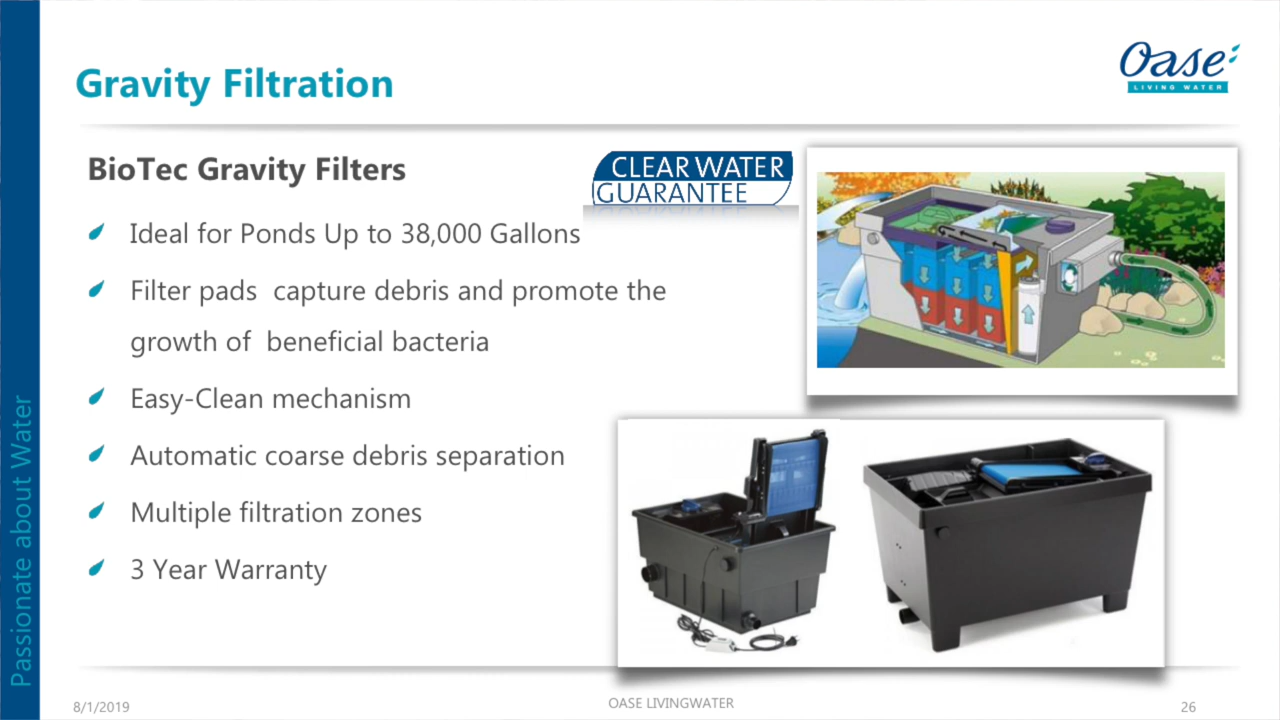 Gravity Filtration
Oase
LIVING WATER
BioTec Gravity Filters
CLEAR WATER
GUARANTEE
Ideal for Ponds Up to 38,000 Gallons
Filter pads capture debris and promote the
growth of beneficial bacteria
Easy-Clean mechanism
Automatic coarse debris separation
Multiple filtration zones
3 Year Warranty
Passionate about Water
8/1/2019
OASE LIVINGWATER
26